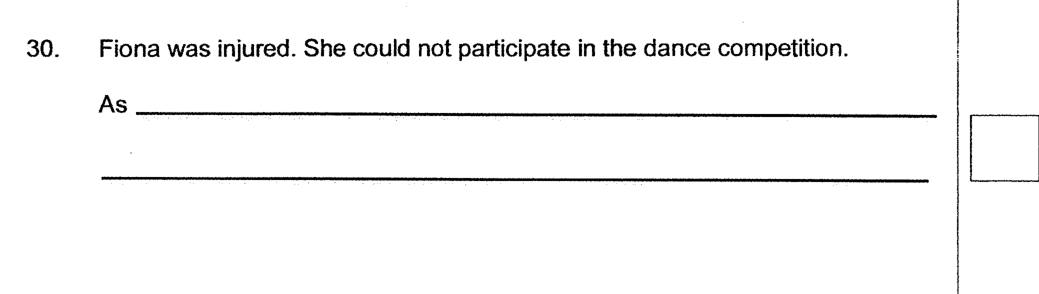 30. Fiona was injured. She could not participate in the dance competition.
As